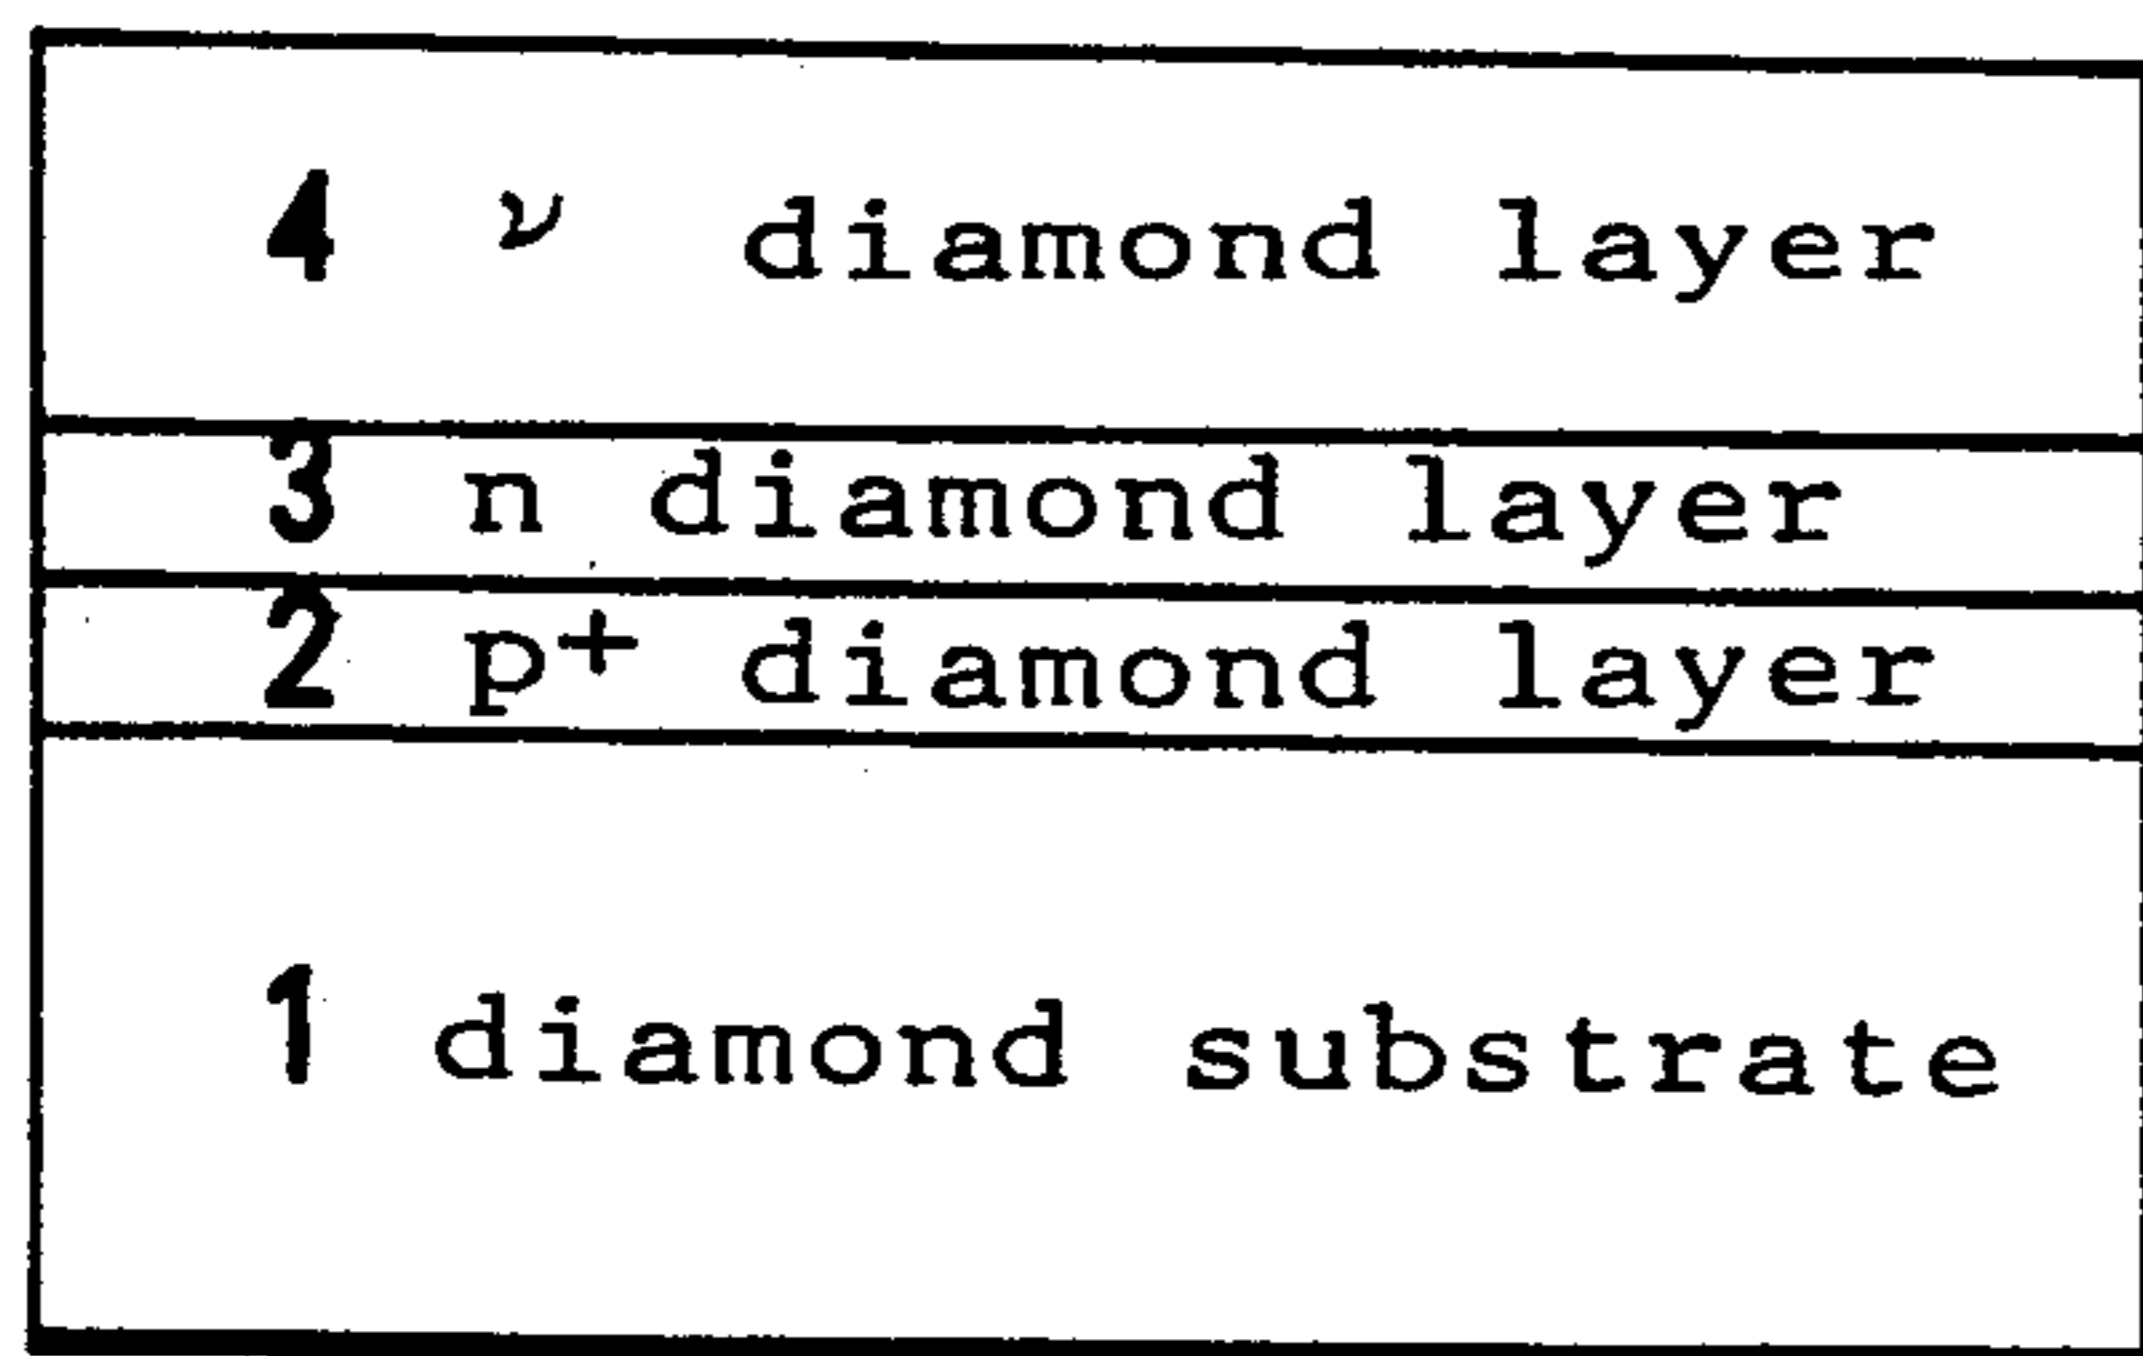 4 ν diamond layer
3 n diamond layer
2 p+ diamond layer
1 diamond substrate